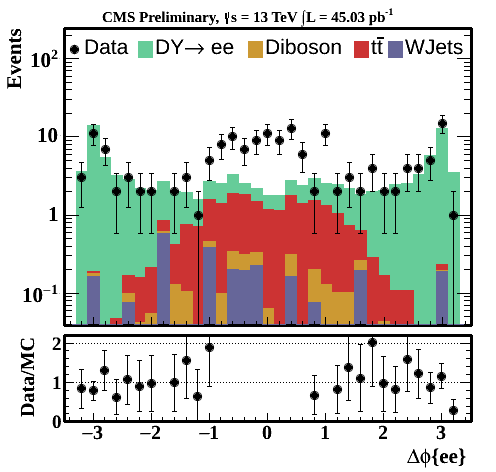 CMS Preliminary, √s = 13 TeV ∫L = 45.03 pb⁻¹
Events
Data DY→ ee Diboson tt̄ WJets
10²
10
1
10⁻¹
Data/MC
2
1
0
−3 −2 −1 0 1 2 3
Δϕ{ee}